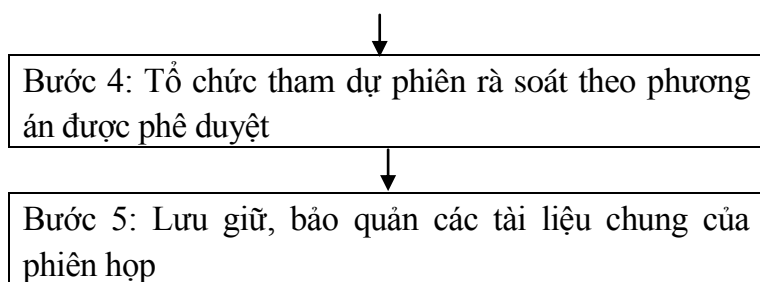 Bước 4: Tổ chức tham dự phiên rà soát theo phương
án được phê duyệt
Bước 5: Lưu giữ, bảo quản các tài liệu chung của
phiên họp